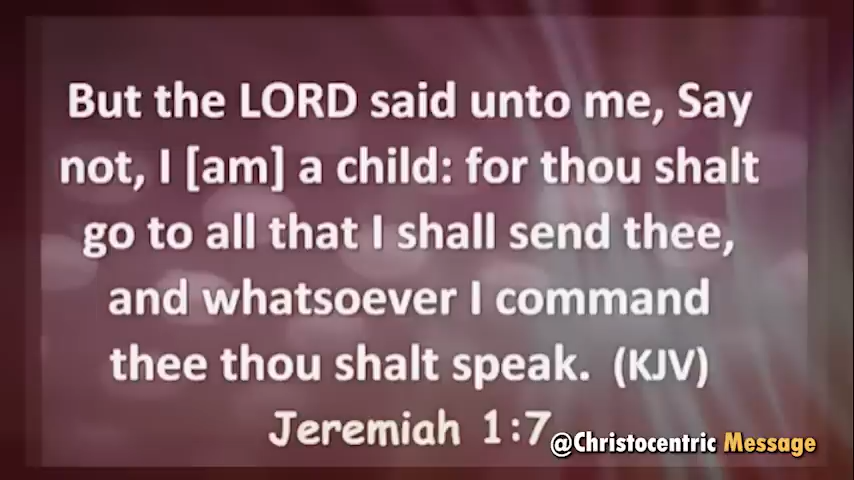 But the LORD said unto me, Say
not, I [am] a child: for thou shalt
go to all that I shall send thee,
and whatsoever I command
thee thou shalt speak. (KJV)
Jeremiah 1:7
@Christocentric Message